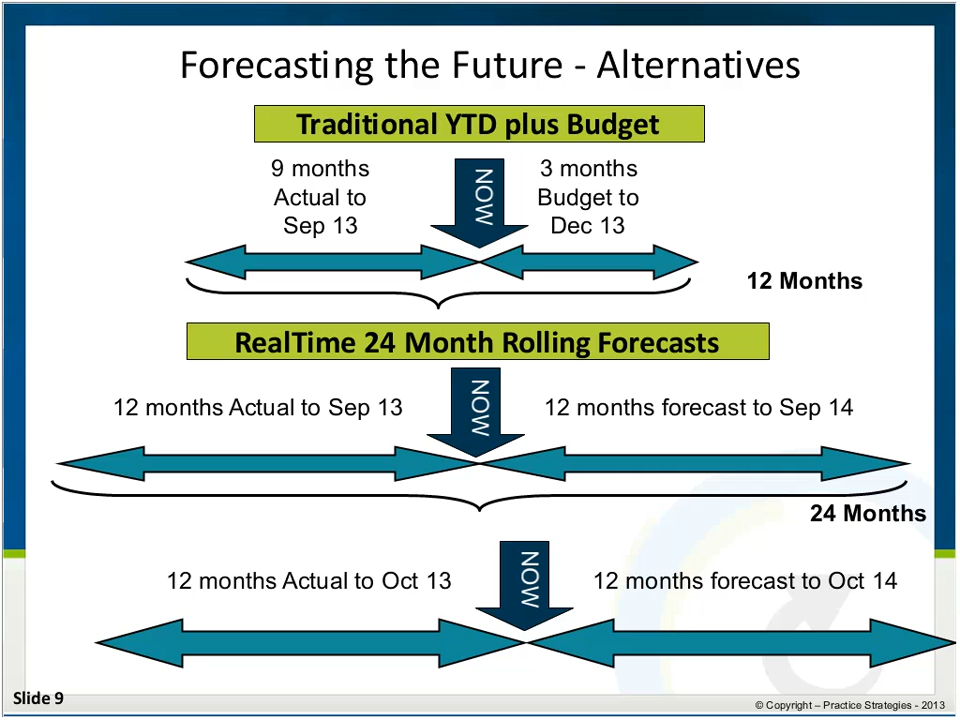 Forecasting the Future - Alternatives
Traditional YTD plus Budget
9 months
Actual to
Sep 13
NOW
3 months
Budget to
Dec 13
12 Months
RealTime 24 Month Rolling Forecasts
12 months Actual to Sep 13
NOW
12 months forecast to Sep 14
24 Months
12 months Actual to Oct 13
NOW
12 months forecast to Oct 14
Slide 9
© Copyright – Practice Strategies - 2013